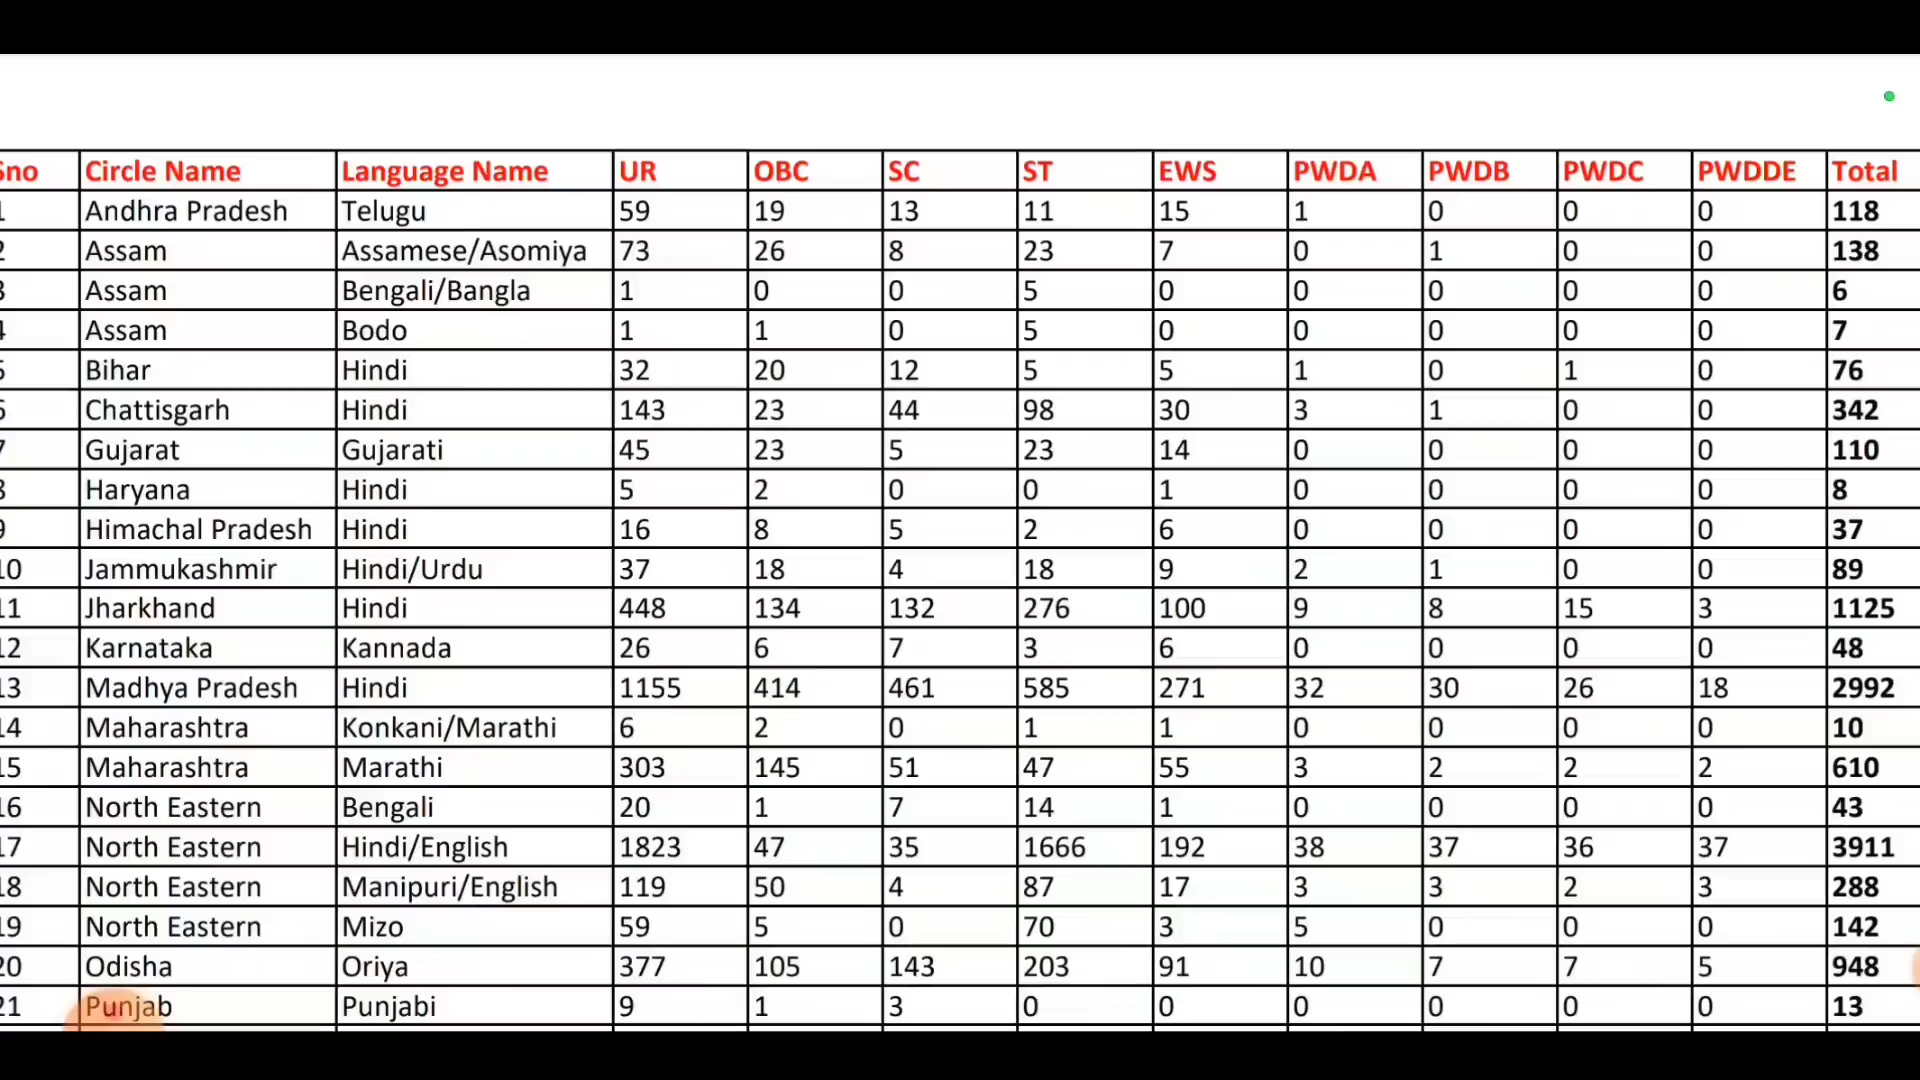 Sno Circle Name Language Name UR OBC SC ST EWS PWDA PWDB PWDC PWDDE Total
1 Andhra Pradesh Telugu 59 19 13 11 15 1 0 0 0 118
2 Assam Assamese/Asomiya 73 26 8 23 7 0 1 0 0 138
3 Assam Bengali/Bangla 1 0 0 5 0 0 0 0 0 6
4 Assam Bodo 1 1 0 5 0 0 0 0 0 7
5 Bihar Hindi 32 20 12 5 5 1 0 1 0 76
6 Chattisgarh Hindi 143 23 44 98 30 3 1 0 0 342
7 Gujarat Gujarati 45 23 5 23 14 0 0 0 0 110
8 Haryana Hindi 5 2 0 0 1 0 0 0 0 8
9 Himachal Pradesh Hindi 16 8 5 2 6 0 0 0 0 37
10 Jammukashmir Hindi/Urdu 37 18 4 18 9 2 1 0 0 89
11 Jharkhand Hindi 448 134 132 276 100 9 8 15 3 1125
12 Karnataka Kannada 26 6 7 3 6 0 0 0 0 48
13 Madhya Pradesh Hindi 1155 414 461 585 271 32 30 26 18 2992
14 Maharashtra Konkani/Marathi 6 2 0 1 1 0 0 0 0 10
15 Maharashtra Marathi 303 145 51 47 55 3 2 2 2 610
16 North Eastern Bengali 20 1 7 14 1 0 0 0 0 43
17 North Eastern Hindi/English 1823 47 35 1666 192 38 37 36 37 3911
18 North Eastern Manipuri/English 119 50 4 87 17 3 3 2 3 288
19 North Eastern Mizo 59 5 0 70 3 5 0 0 0 142
20 Odisha Oriya 377 105 143 203 91 10 7 7 5 948
21 Punjab Punjabi 9 1 3 0 0 0 0 0 0 13